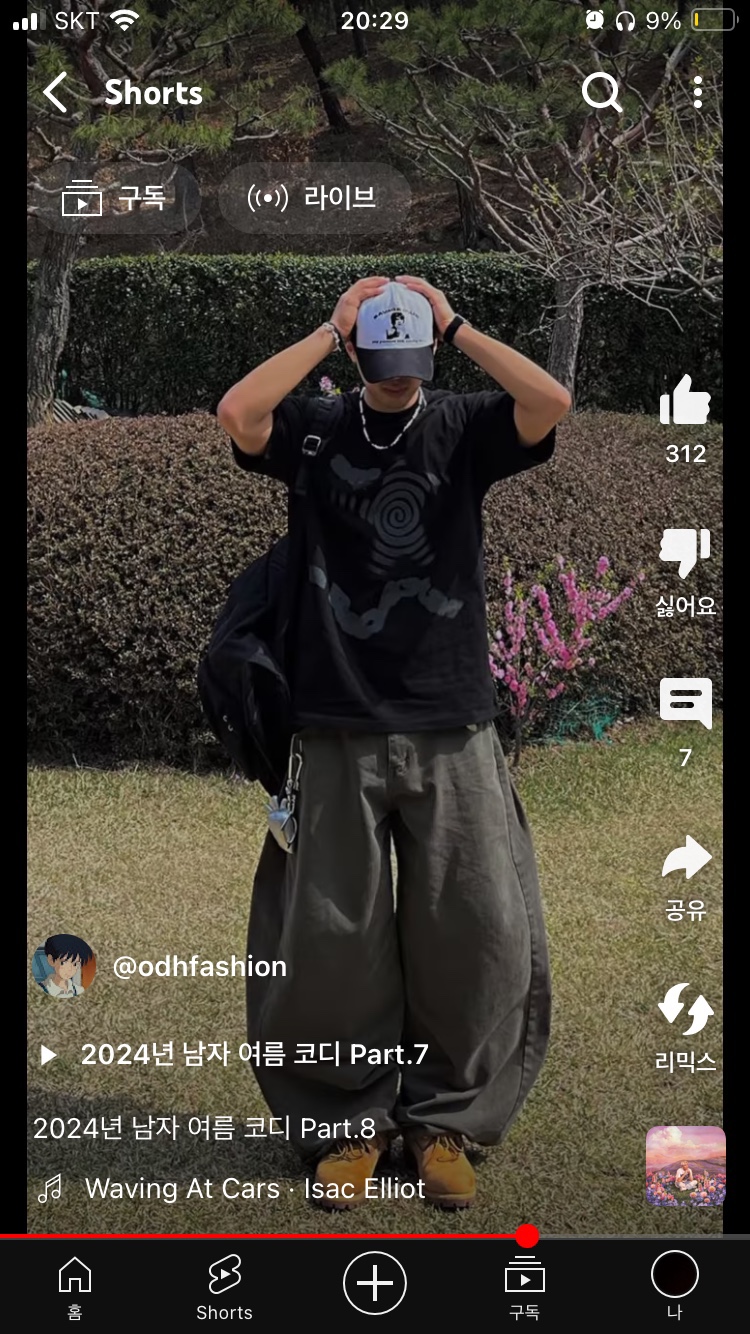 SKT 20:29 9%
Shorts
구독 라이브
312
싫어요
7
공유
@odhfashion
2024년 남자 여름 코디 Part.7
리믹스
2024년 남자 여름 코디 Part.8
Waving At Cars · Isac Elliot
홈 Shorts 구독 나